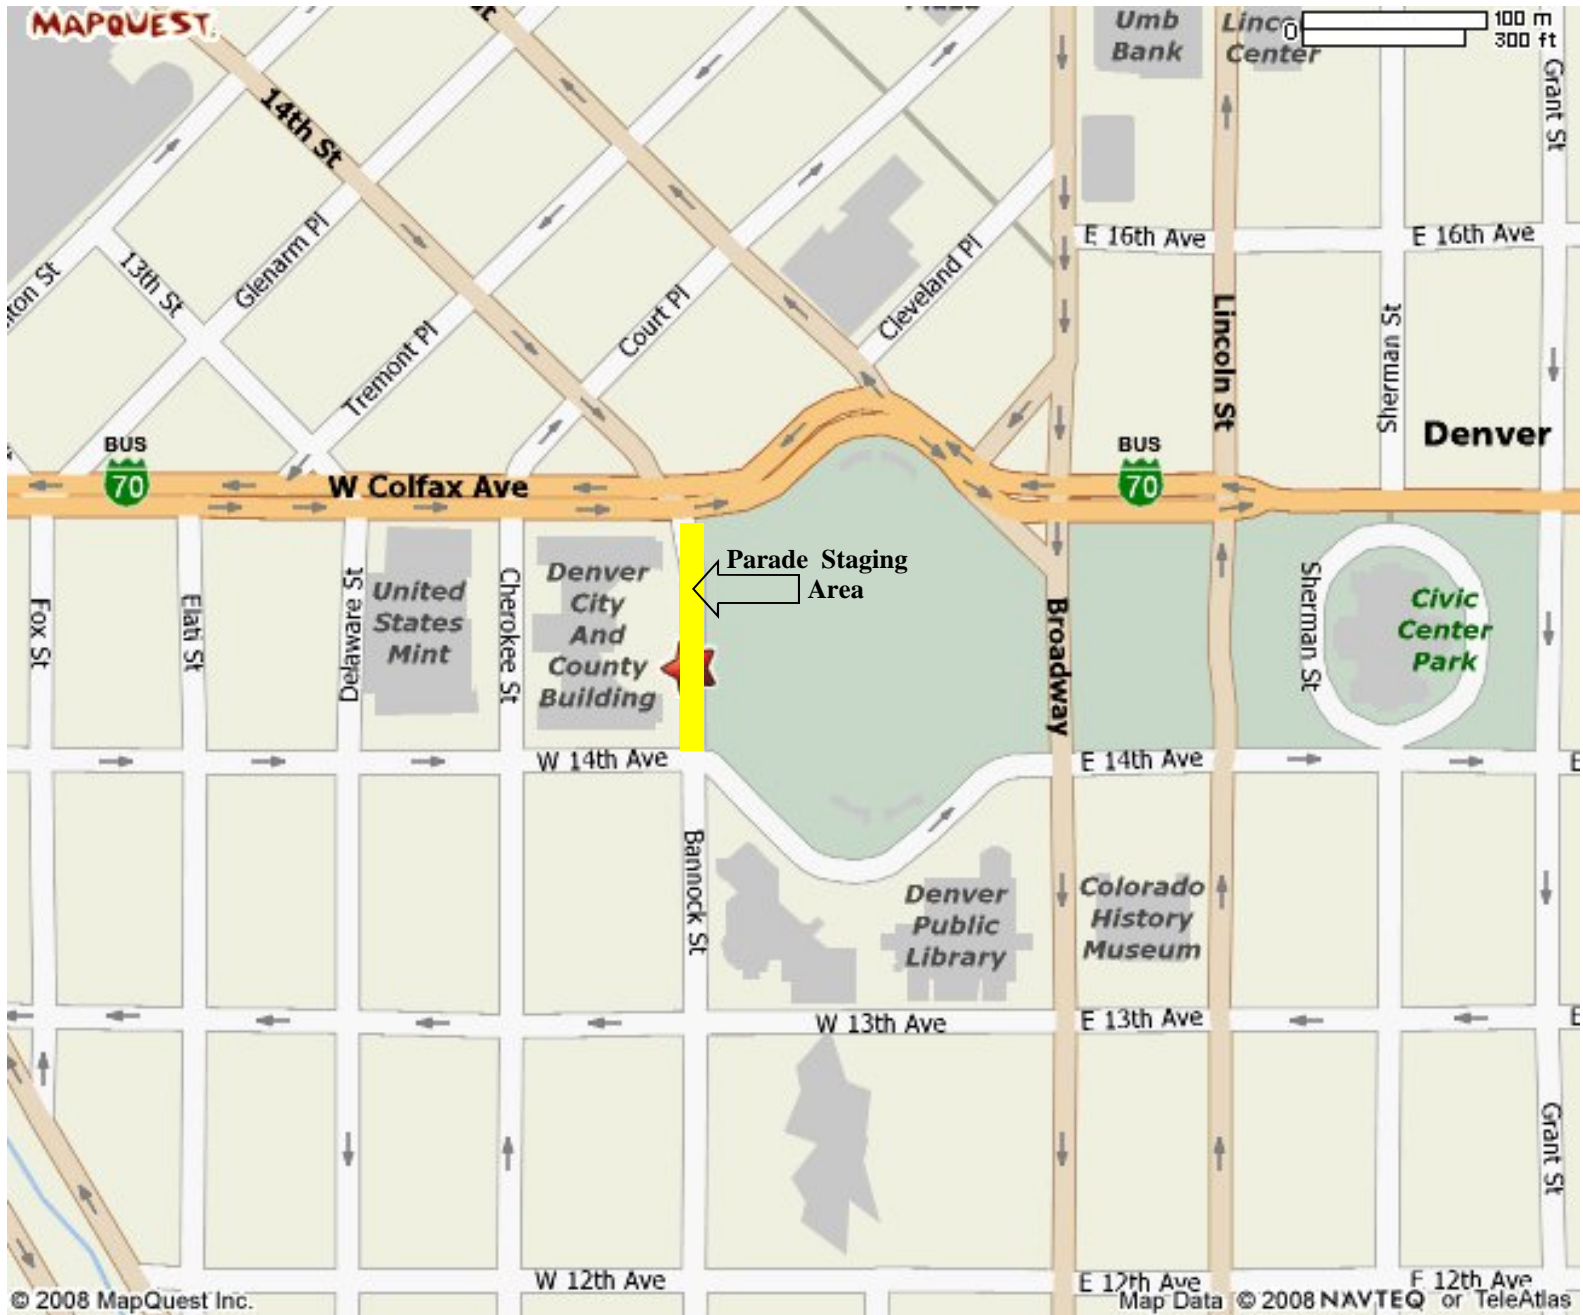 MAPQUEST.
Umb
Bank
Lincoln
Center
0
100 m
300 ft
Grant St
14th St
13th St
Glenarm Pl
Tremont Pl
Court Pl
Cleveland Pl
E 16th Ave
E 16th Ave
Lincoln St
Sherman St
Denver
BUS
70
W Colfax Ave
BUS
70
Parade Staging
Area
Fox St
Elati St
Delaware St
United
States
Mint
Cherokee St
Denver
City
And
County
Building
Broadway
Sherman St
Civic
Center
Park
W 14th Ave
E 14th Ave
E
Bannock St
Denver
Public
Library
Colorado
History
Museum
W 13th Ave
E 13th Ave
E
Grant St
W 12th Ave
E 12th Ave
E 12th Ave
© 2008 MapQuest Inc.
Map Data © 2008 NAVTEQ or TeleAtlas